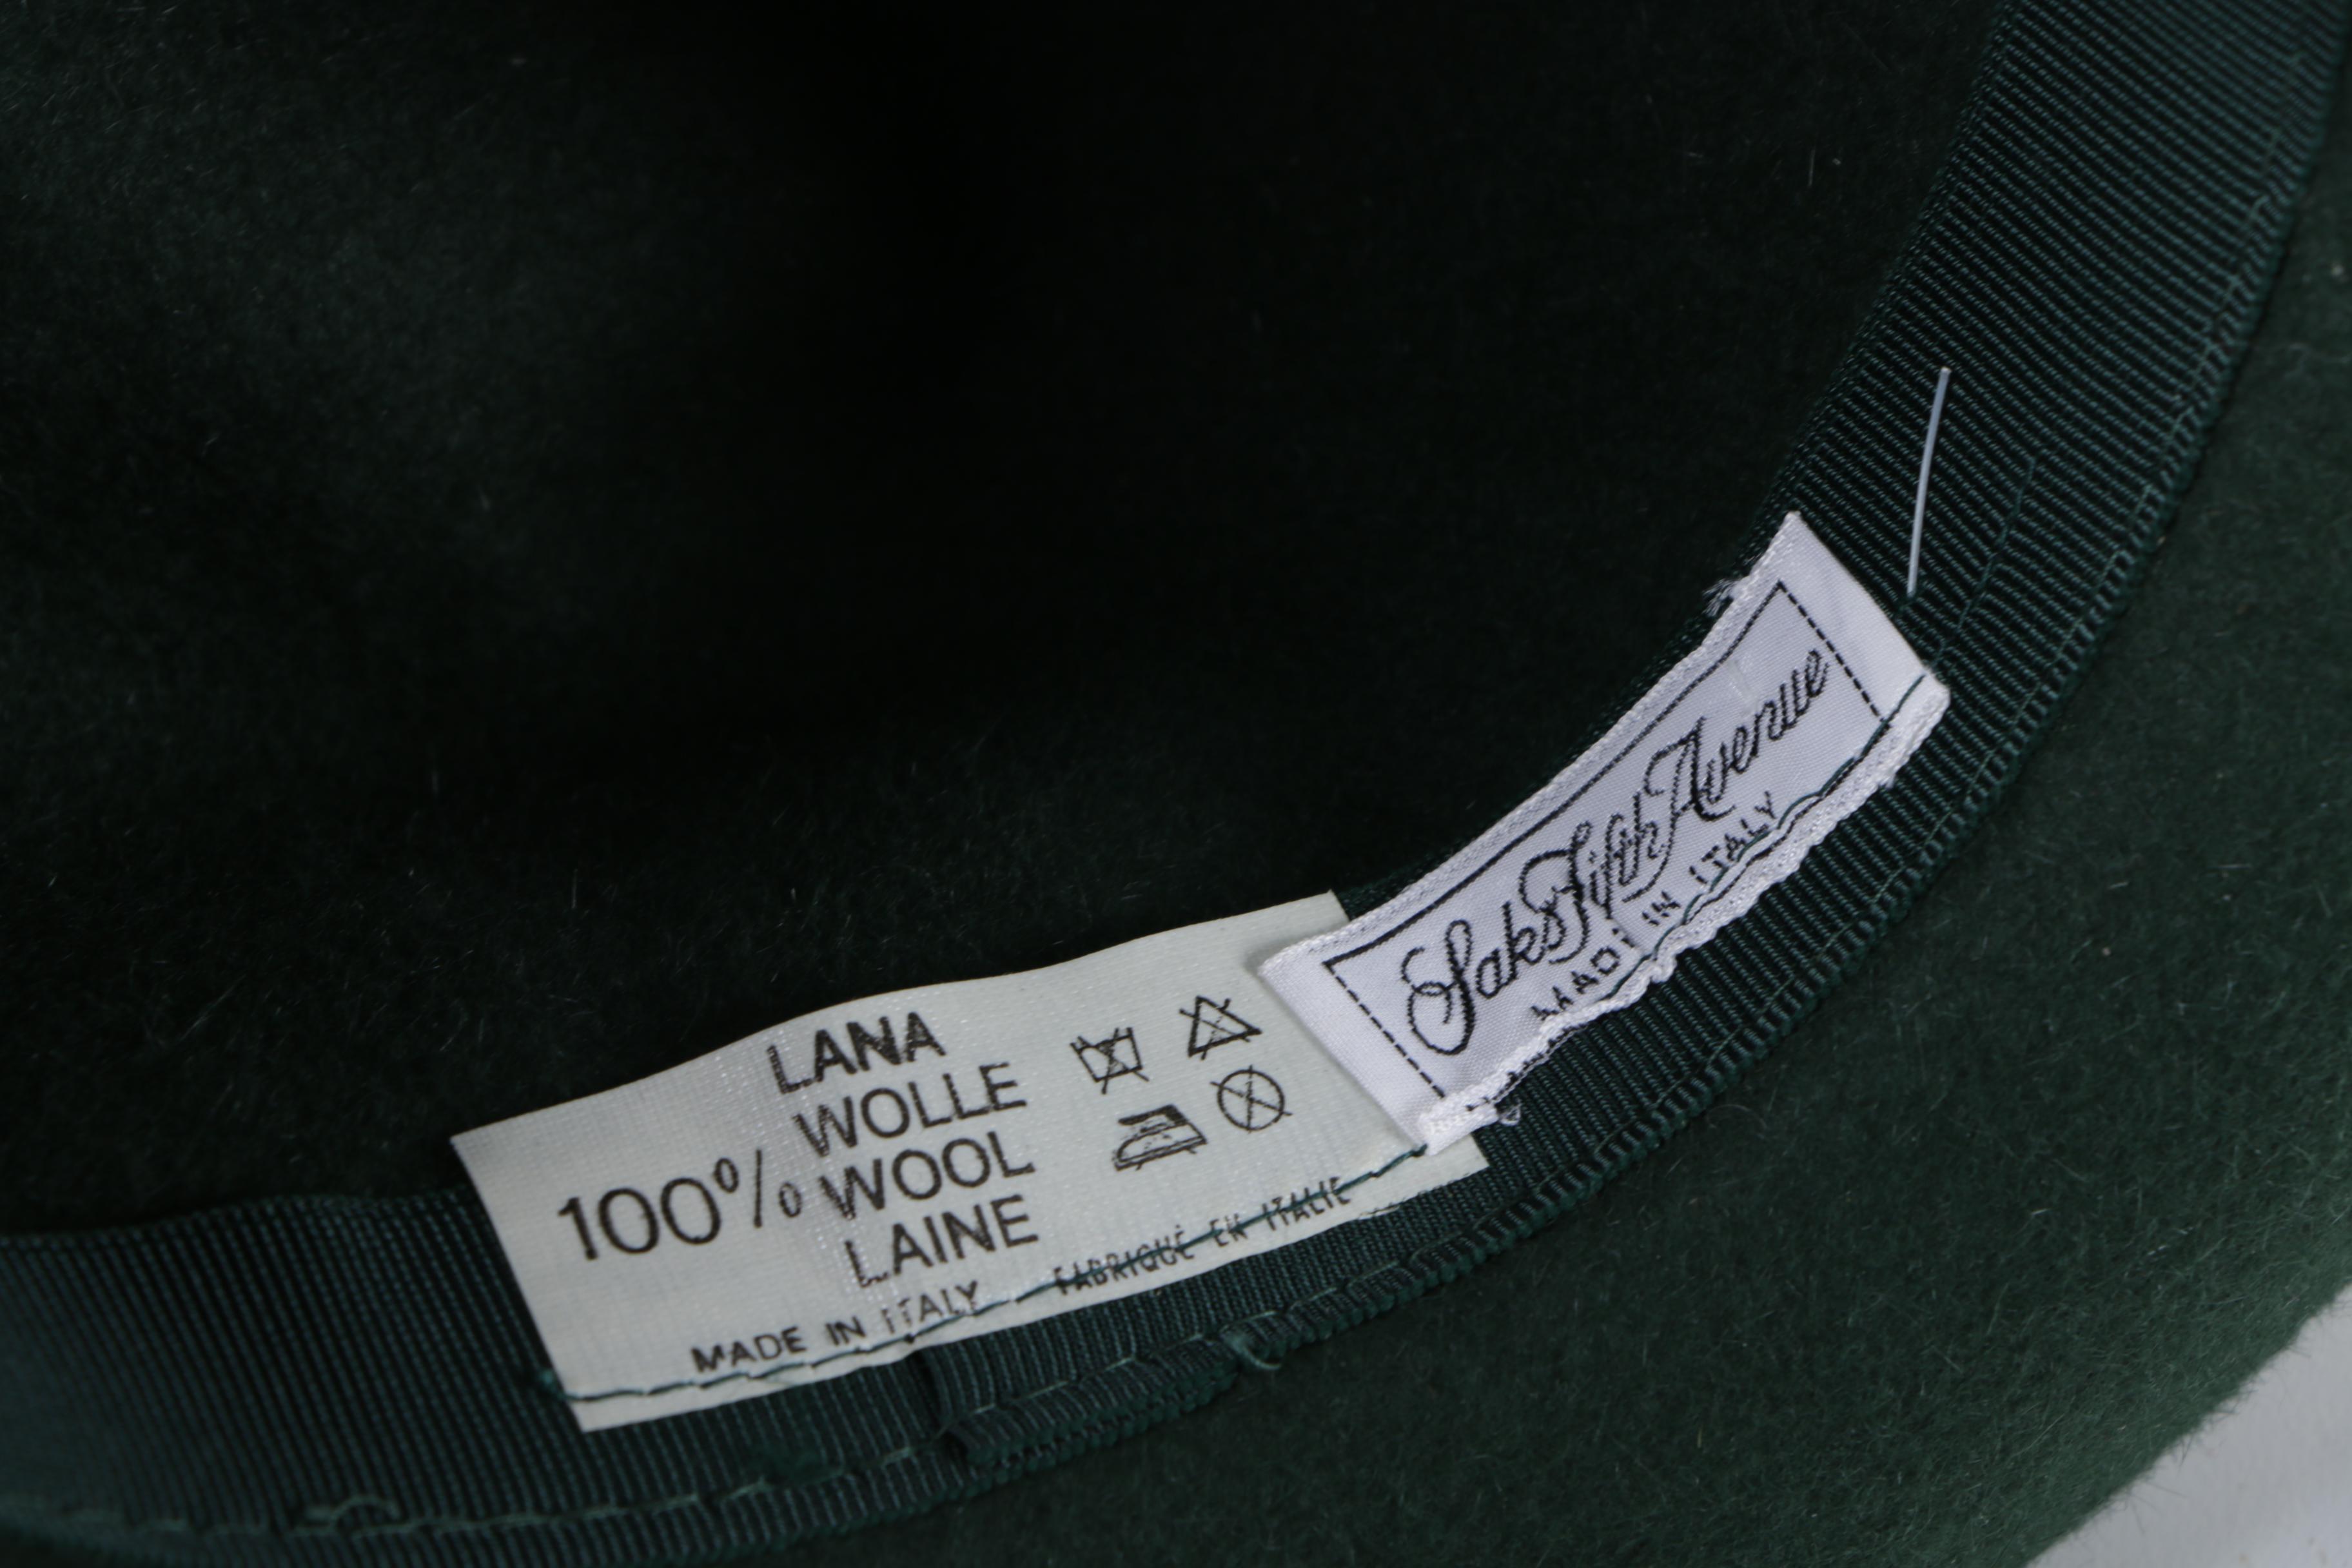 100%
LANA
WOLLE
WOOL
LAINE
MADE IN ITALY - FABRIQUÉ EN ITALIE
Saks Fifth Avenue
MADE IN ITALY